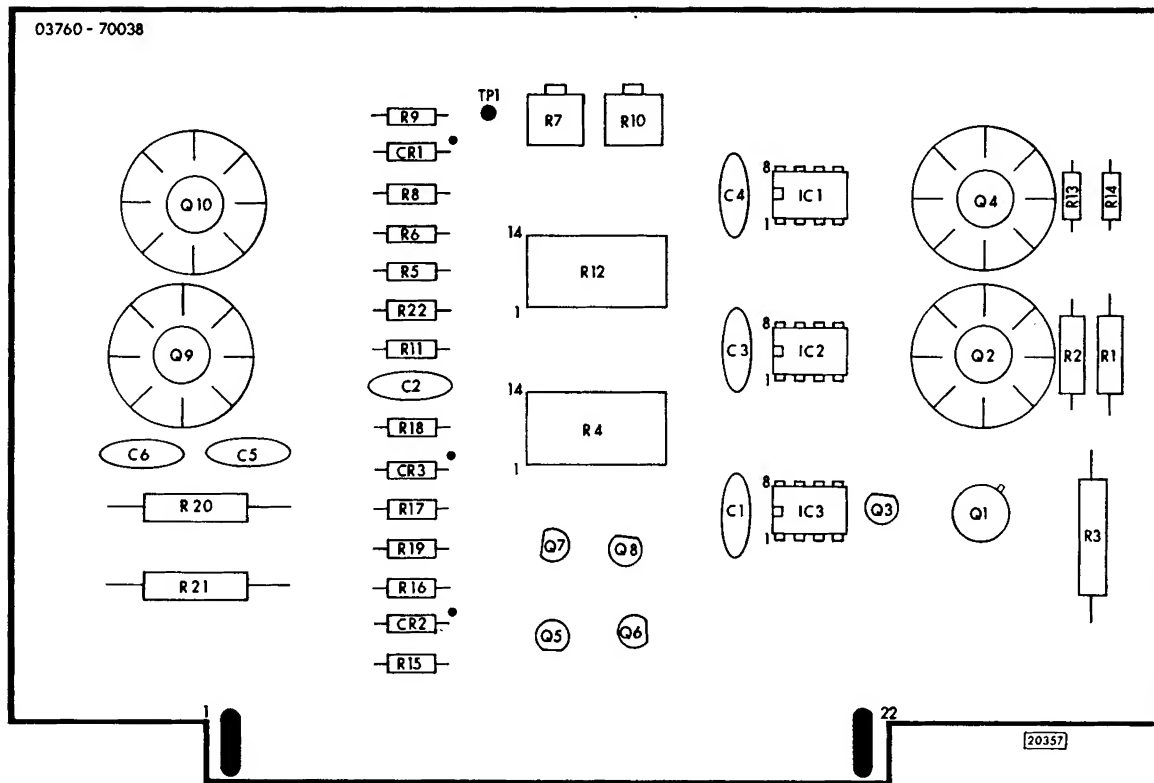 03760 - 70038
TP1
R9
R7
R10
CR1
R8
R6
R5
R22
R11
C2
R18
CR3
R17
R19
R16
CR2
R15
Q10
Q9
C6
C5
R20
R21
14
R12
1
14
R4
1
Q7
Q8
Q5
Q6
C4
8
IC1
1
C3
8
IC2
1
C1
8
IC3
1
Q3
Q4
R13
R14
Q2
R2
R1
Q1
R3
1
22
20357